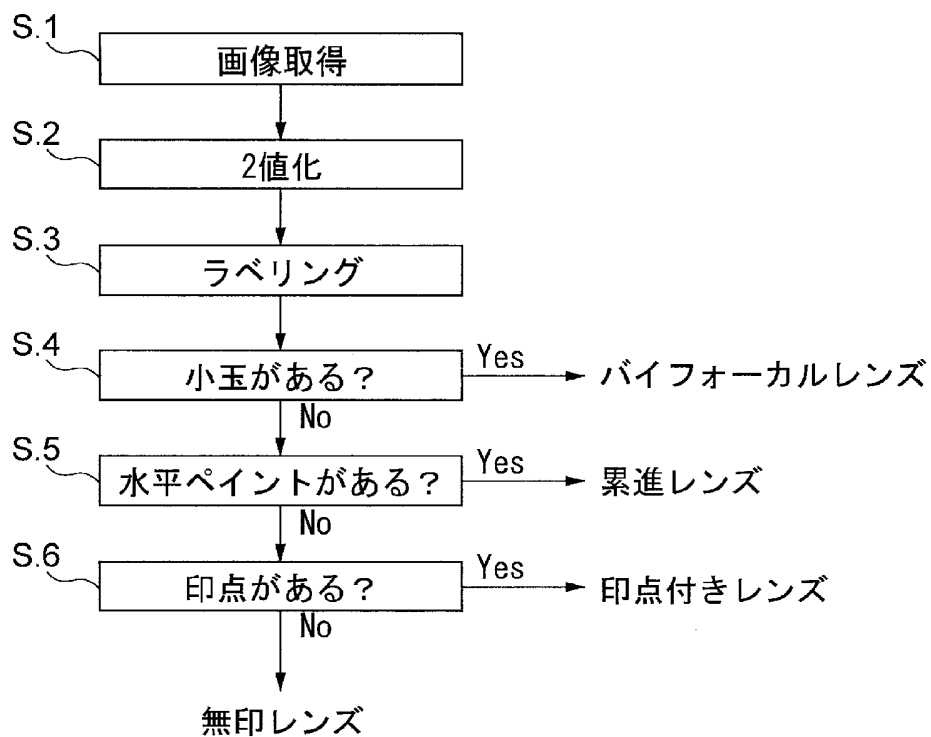 S.1
画像取得
S.2
2値化
S.3
ラベリング
S.4
小玉がある?
Yes
バイフォーカルレンズ
No
S.5
水平ペイントがある?
Yes
累進レンズ
No
S.6
印点がある?
Yes
印点付きレンズ
No
無印レンズ